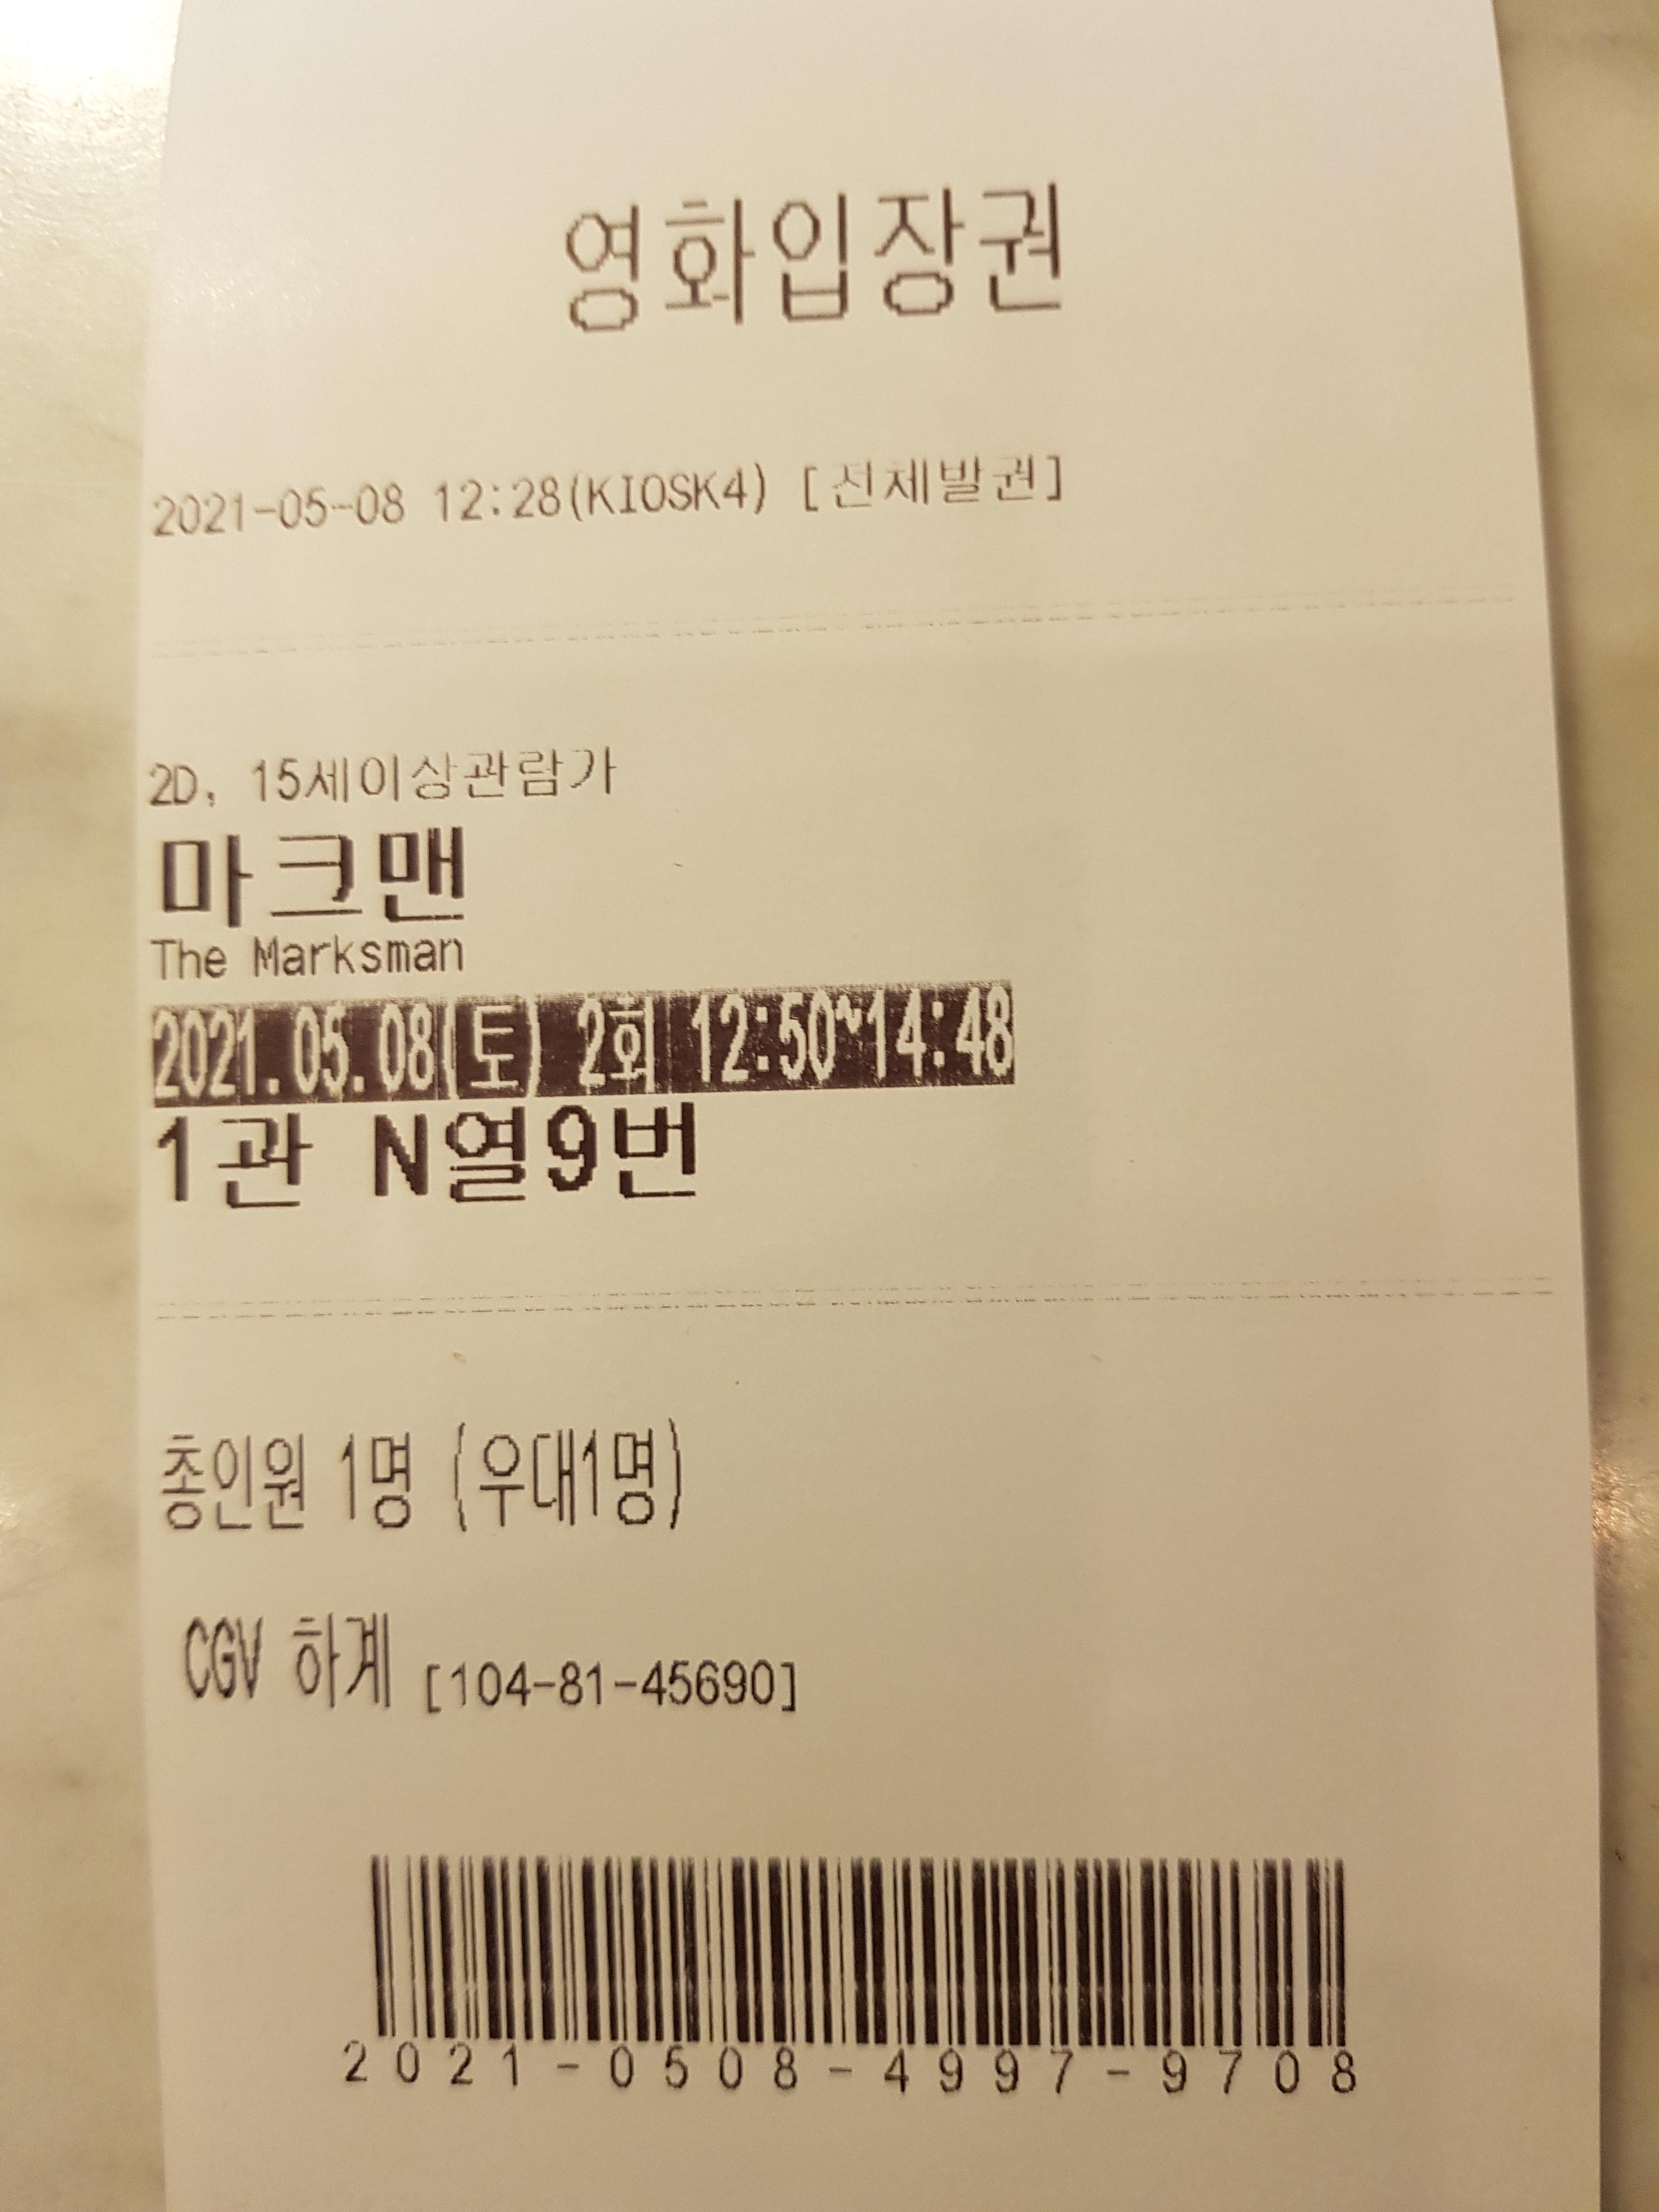 영화입장권
2021-05-08 12:28(KIOSK4) [전체발권]
2D, 15세이상관람가
마크맨
The Marksman
2021.05.08(토) 2회 12:50~14:48
1관 N열9번
총인원 1명 (우대1명)
CGV 하계 [104-81-45690]
2021-0508-4997-9708